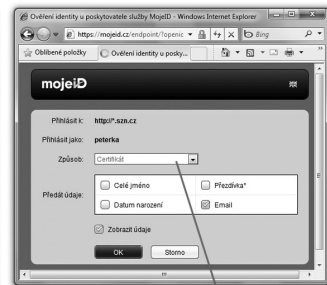 Ověření identity u poskytovatele služby MojeID - Windows Internet Explorer
https://mojeid.cz/endpoint/?openic
Bing
Oblíbené položky
Ověření identity u posky...
mojeID
Přihlásit k: http://*.szn.cz
Přihlásit jako: peterka
Způsob: Certifikát
Předát údaje:
Celé jméno Přezdívka*
Datum narození Email
Zobrazit údaje
OK Storno